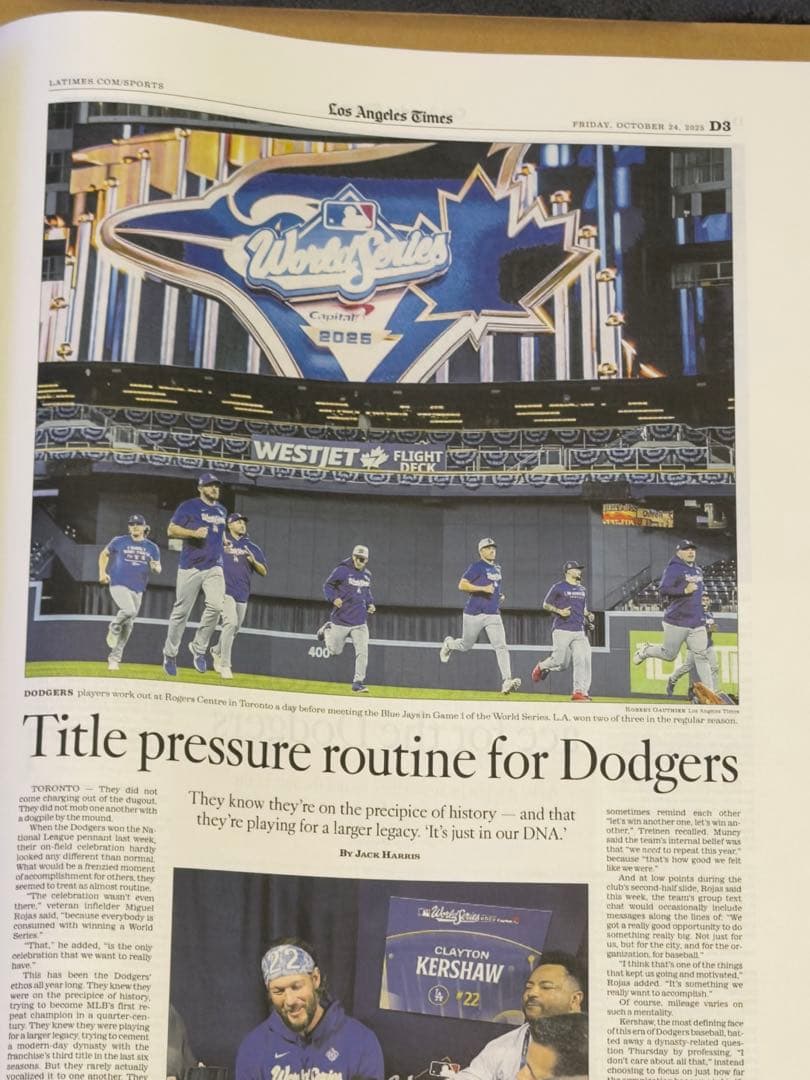 LATIMES.COM/SPORTS
Los Angeles Times
FRIDAY, OCTOBER 24, 2025 D3
World Series
Capital
2025
WESTJET FLIGHT
DECK
400
DODGERS players work out at Rogers Centre in Toronto a day before meeting the Blue Jays in Game 1 of the World Series. L.A. won two of three in the regular season.
ROBERT GAUTHIER Los Angeles Times
Title pressure routine for Dodgers
They know they're on the precipice of history — and that
they're playing for a larger legacy. 'It's just in our DNA.'
BY JACK HARRIS
TORONTO — They did not
come charging out of the dugout.
They did not mob one another with
a dogpile by the mound.
When the Dodgers won the Na-
tional League pennant last week,
their on-field celebration hardly
looked any different than normal.
What would be a frenzied moment
of accomplishment for others, they
seemed to treat as almost routine.
"The celebration wasn't even
there," veteran infielder Miguel
Rojas said, "because everybody is
consumed with winning a World
Series."
"That," he added, "is the only
celebration that we want to really
have."
This has been the Dodgers'
ethos all year long. They knew they
were on the precipice of history,
trying to become MLB's first re-
peat champion in a quarter-cen-
tury. They knew they were playing
for a larger legacy, trying to cement
a modern-day dynasty with the
franchise's third title in the last six
seasons. But they rarely actually
vocalized it to one another. They
World Series
CLAYTON
KERSHAW
LA #22
22
sometimes remind each other
"let's win another one, let's win an-
other," Treinen recalled. Muncy
said the team's internal belief was
that "we need to repeat this year,"
because "that's how good we felt
like we were."
And at low points during the
club's second-half slide, Rojas said
this week, the team's group text
chat would occasionally include
messages along the lines of: "We
got a really good opportunity to do
something really big. Not just for
us, but for the city, and for the or-
ganization, for baseball."
"I think that's one of the things
that kept us going and motivated,"
Rojas added. "It's something we
really want to accomplish."
Of course, mileage varies on
such a mentality.
Kershaw, the most defining face
of this era of Dodgers baseball, bat-
ted away a dynasty-related ques-
tion Thursday by professing, "I
don't care about all that," instead
choosing to focus on just how far